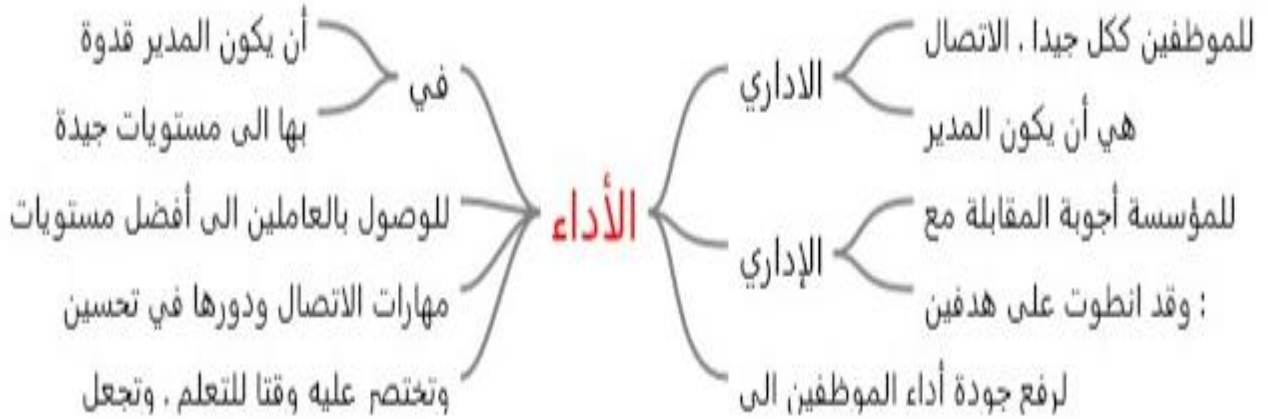 الأداء
الاداري
للموظفين ككل جيدا . الاتصال
هي أن يكون المدير
الإداري
للمؤسسة أجوبة المقابلة مع
: وقد انطوت على هدفين
لرفع جودة أداء الموظفين الى
في
أن يكون المدير قدوة
بها الى مستويات جيدة
للوصول بالعاملين الى أفضل مستويات
مهارات الاتصال ودورها في تحسين
وتختصر عليه وقتا للتعلم . وتجعل